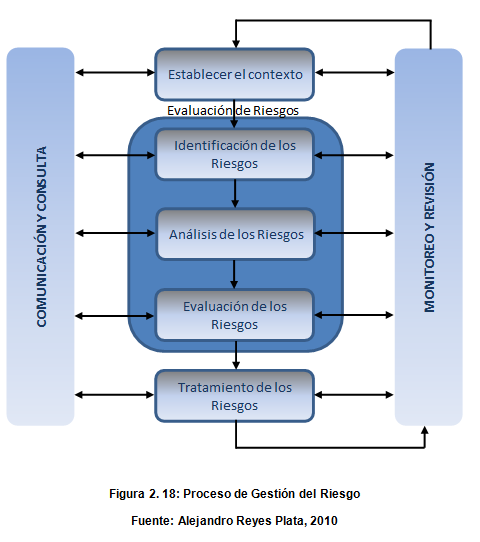 Establecer el contexto
Evaluación de Riesgos
Identificación de los
Riesgos
Análisis de los Riesgos
Evaluación de los
Riesgos
Tratamiento de los
Riesgos
COMUNICACIÓN Y CONSULTA
MONITOREO Y REVISIÓN
Figura 2. 18: Proceso de Gestión del Riesgo
Fuente: Alejandro Reyes Plata, 2010